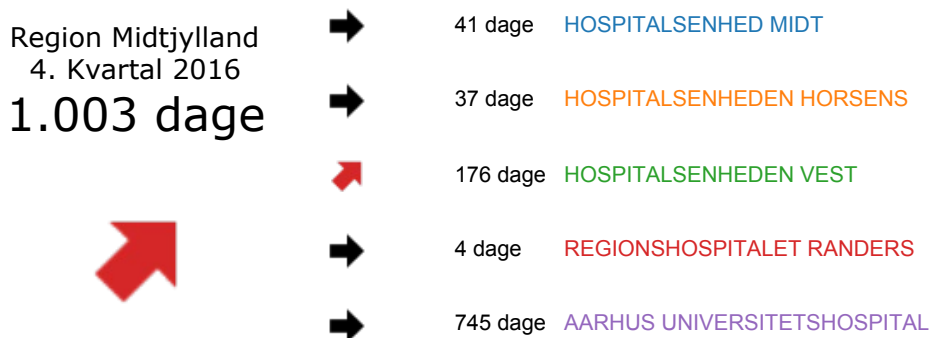 Region Midtjylland
4. Kvartal 2016
1.003 dage
41 dage HOSPITALSENHED MIDT
37 dage HOSPITALSENHEDEN HORSENS
176 dage HOSPITALSENHEDEN VEST
4 dage REGIONSHOSPITALET RANDERS
745 dage AARHUS UNIVERSITETSHOSPITAL